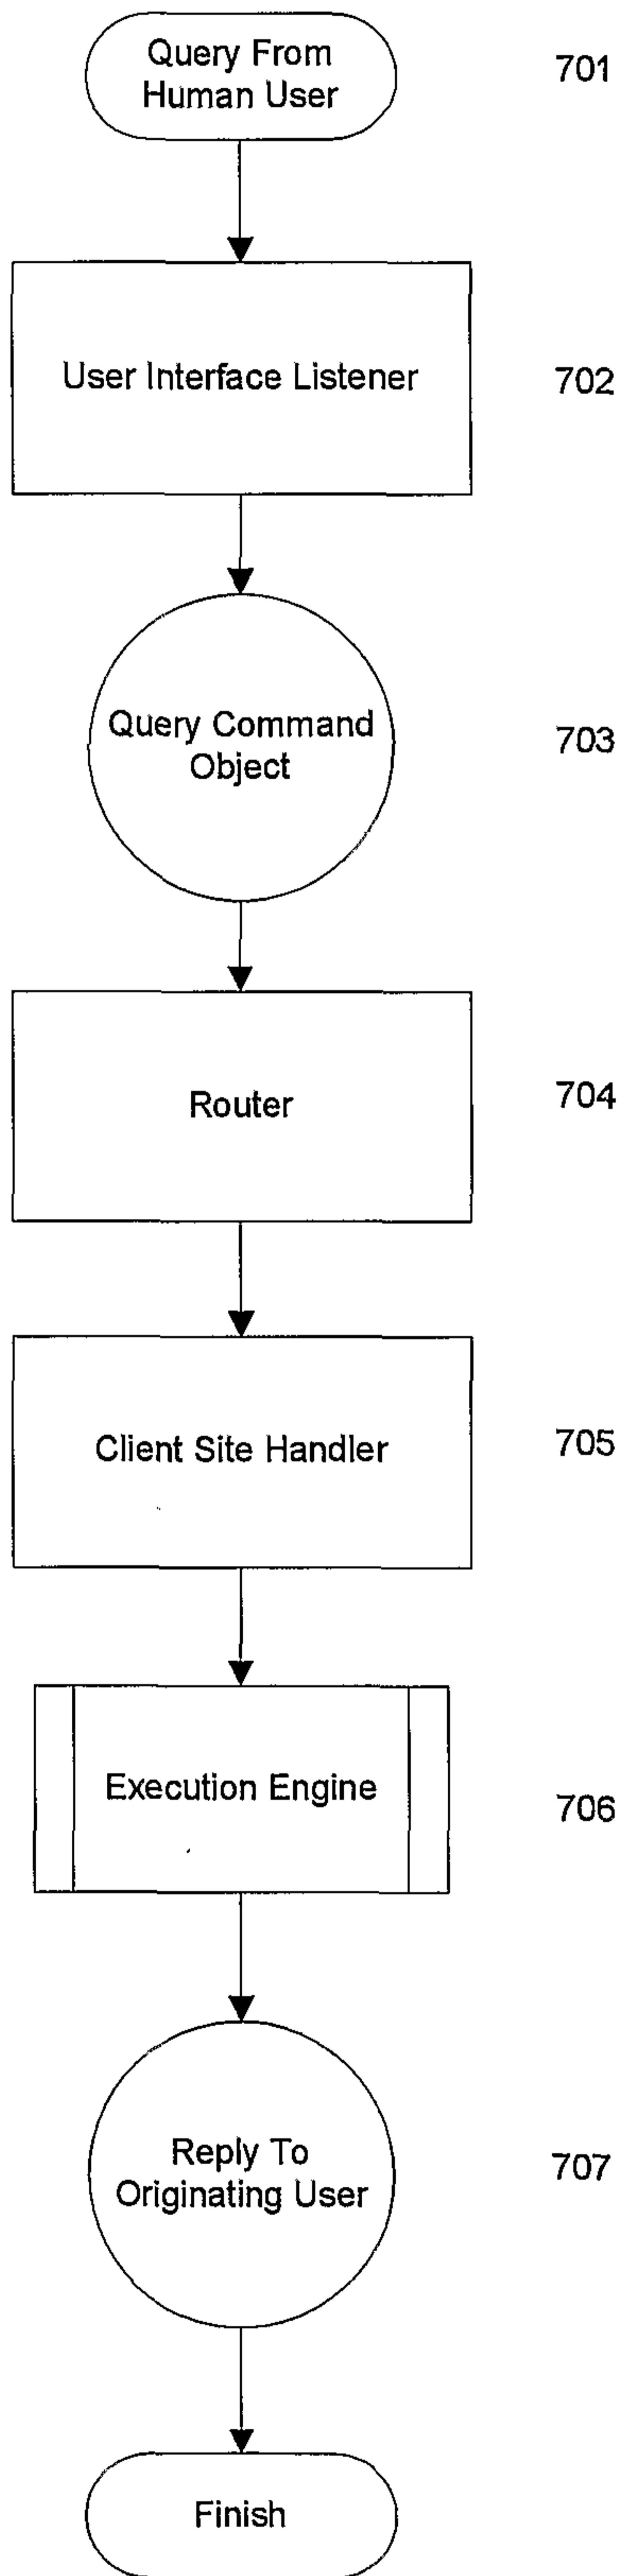 Query From
Human User
701
User Interface Listener
702
Query Command
Object
703
Router
704
Client Site Handler
705
Execution Engine
706
Reply To
Originating User
707
Finish